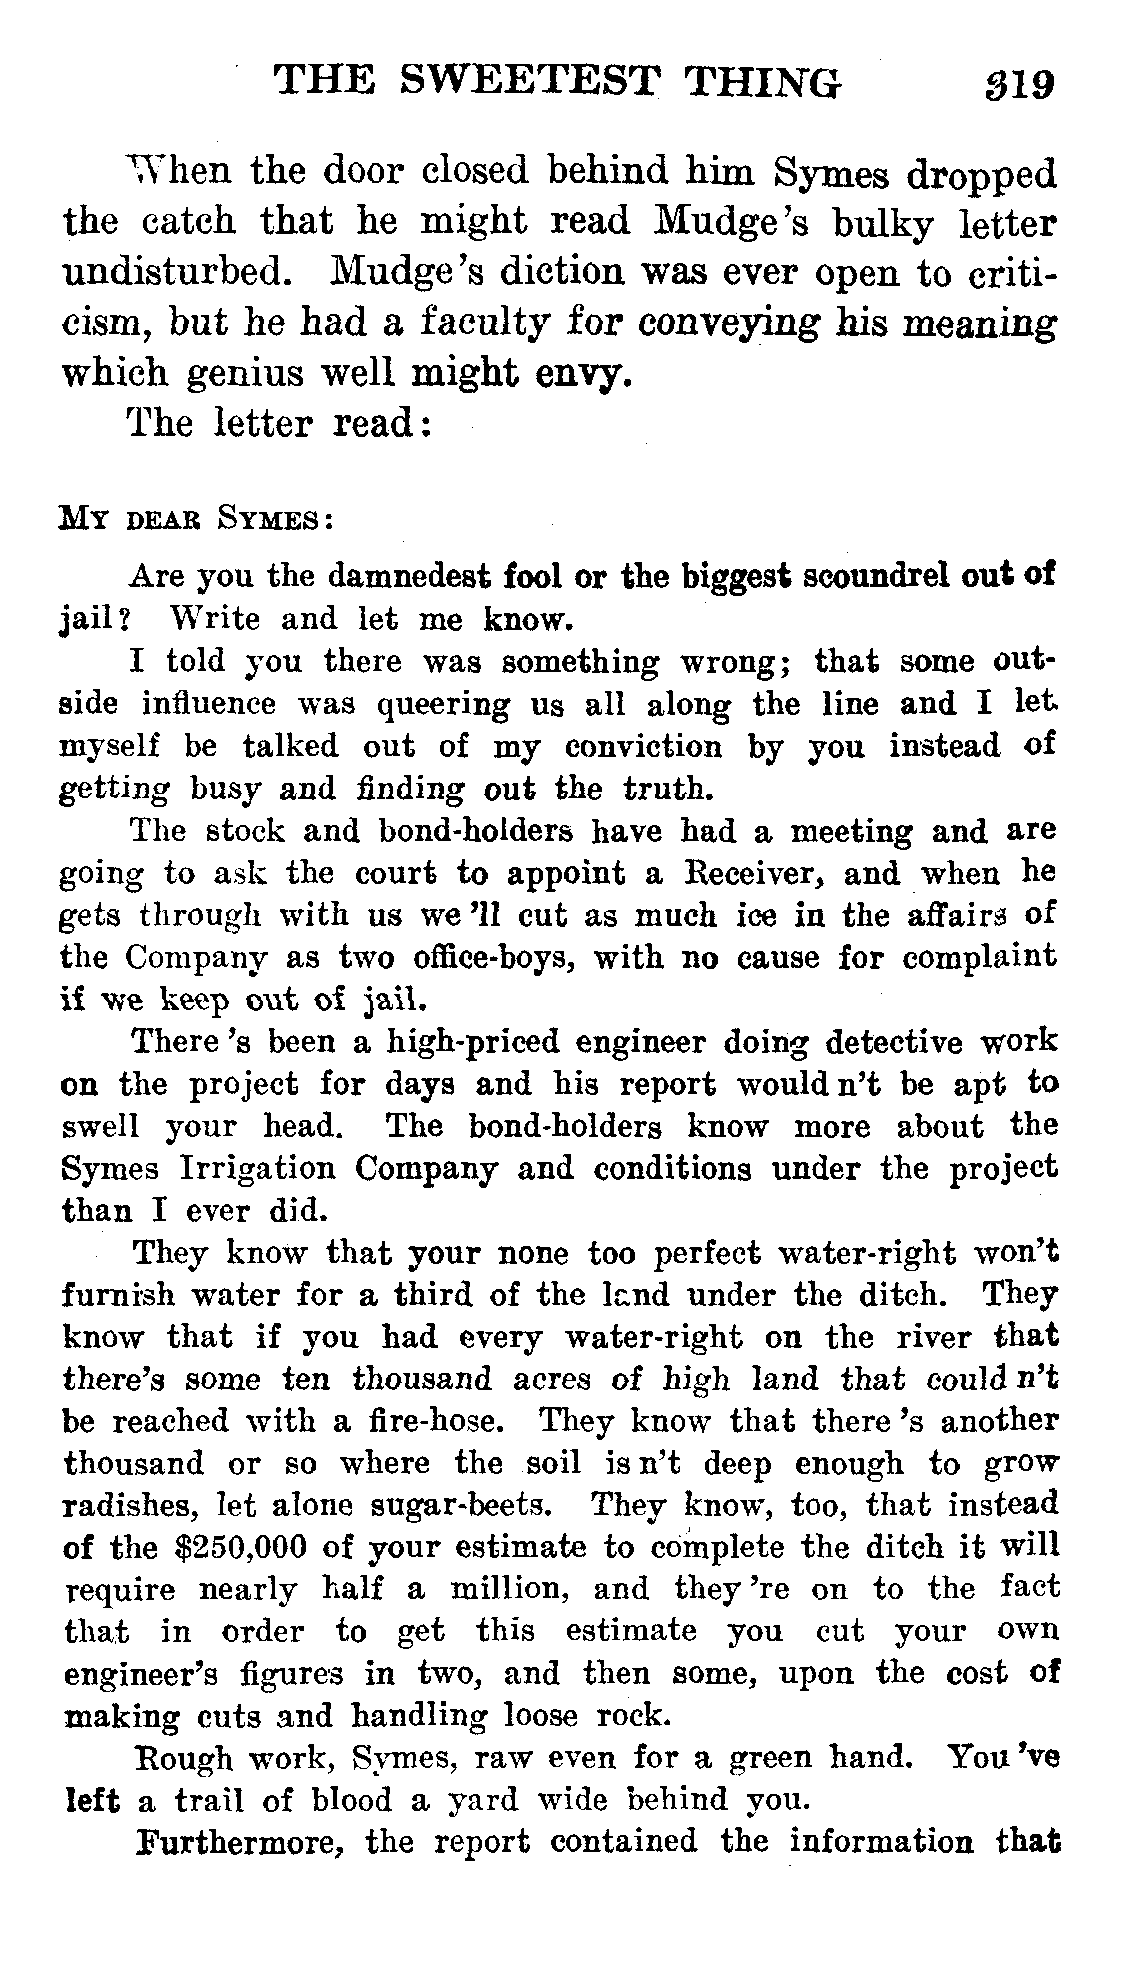 THE SWEETEST THING 319
When the door closed behind him Symes dropped
the catch that he might read Mudge's bulky letter
undisturbed. Mudge's diction was ever open to criti-
cism, but he had a faculty for conveying his meaning
which genius well might envy.
The letter read:
MY DEAR SYMES:
Are you the damnedest fool or the biggest scoundrel out of
jail? Write and let me know.
I told you there was something wrong; that some out-
side influence was queering us all along the line and I let
myself be talked out of my conviction by you instead of
getting busy and finding out the truth.
The stock and bond-holders have had a meeting and are
going to ask the court to appoint a Receiver, and when he
gets through with us we 'll cut as much ice in the affairs of
the Company as two office-boys, with no cause for complaint
if we keep out of jail.
There 's been a high-priced engineer doing detective work
on the project for days and his report would n't be apt to
swell your head. The bond-holders know more about the
Symes Irrigation Company and conditions under the project
than I ever did.
They know that your none too perfect water-right won't
furnish water for a third of the land under the ditch. They
know that if you had every water-right on the river that
there's some ten thousand acres of high land that could n't
be reached with a fire-hose. They know that there 's another
thousand or so where the soil is n't deep enough to grow
radishes, let alone sugar-beets. They know, too, that instead
of the $250,000 of your estimate to complete the ditch it will
require nearly half a million, and they 're on to the fact
that in order to get this estimate you cut your own
engineer's figures in two, and then some, upon the cost of
making cuts and handling loose rock.
Rough work, Symes, raw even for a green hand. You 've
left a trail of blood a yard wide behind you.
Furthermore, the report contained the information that